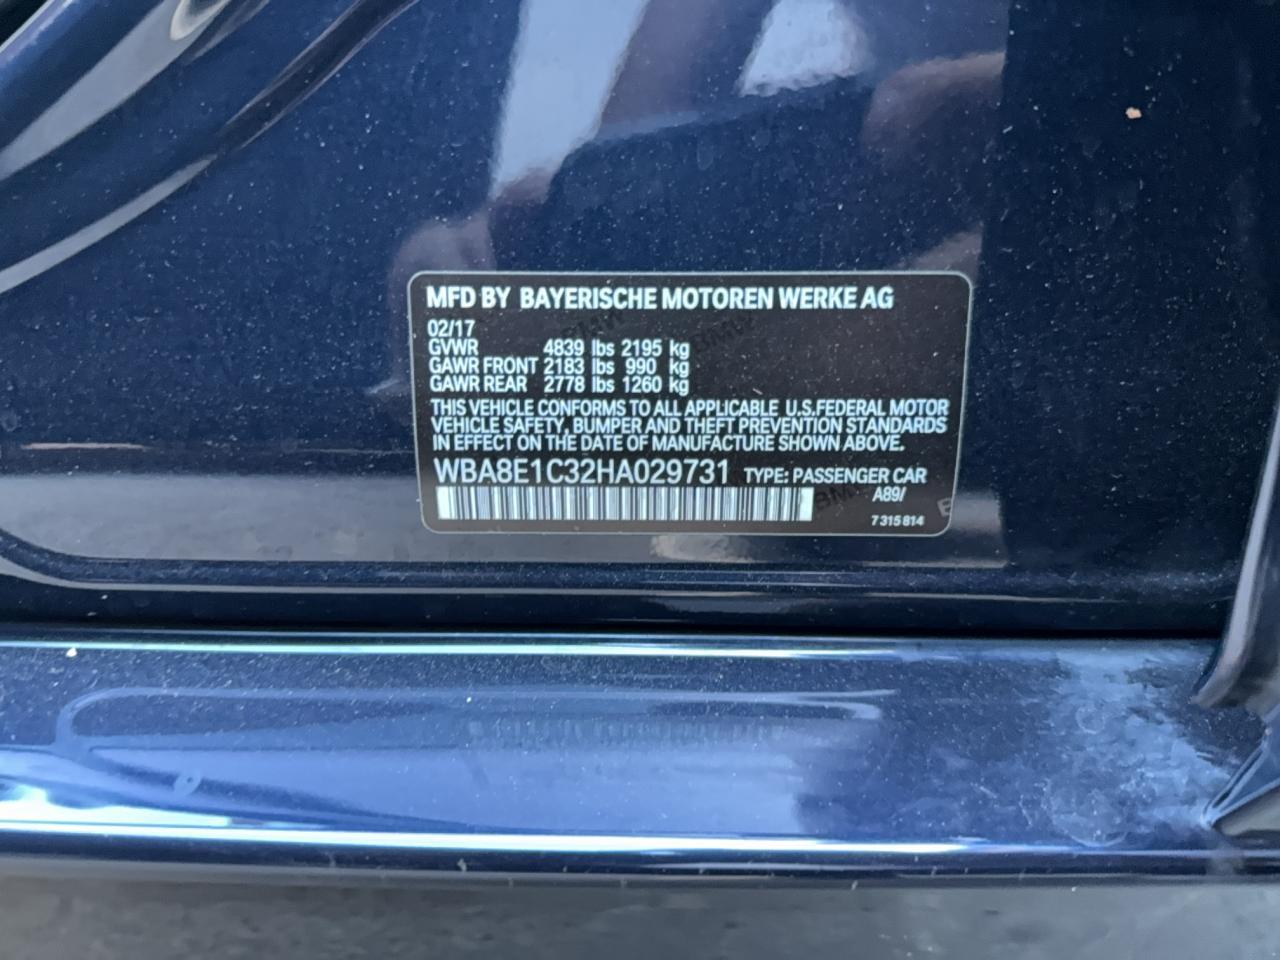 MFD BY BAYERISCHE MOTOREN WERKE AG
02/17
GVWR 4839 lbs 2195 kg
GAWR FRONT 2183 lbs 990 kg
GAWR REAR 2778 lbs 1260 kg
THIS VEHICLE CONFORMS TO ALL APPLICABLE U.S.FEDERAL MOTOR
VEHICLE SAFETY, BUMPER AND THEFT PREVENTION STANDARDS
IN EFFECT ON THE DATE OF MANUFACTURE SHOWN ABOVE.
WBA8E1C32HA029731 TYPE: PASSENGER CAR
A89/
7 315 814